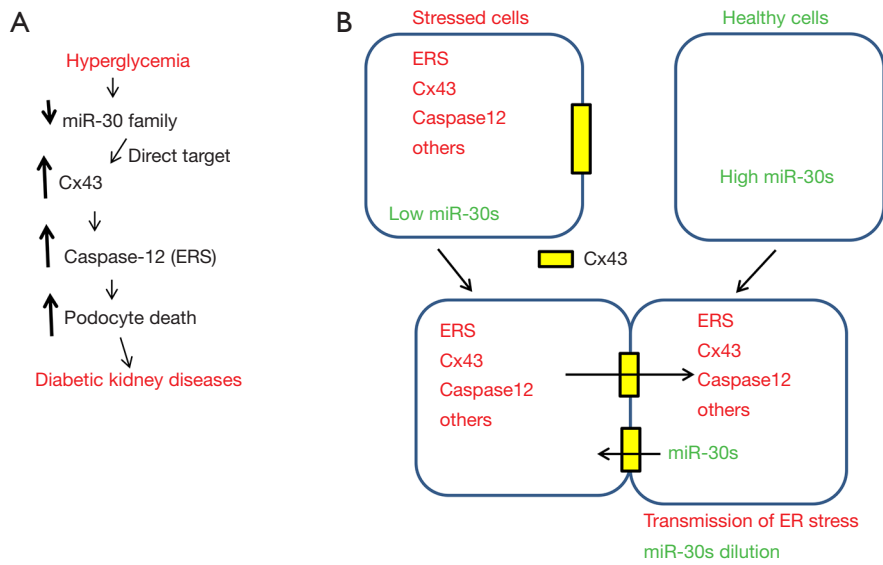 A
Hyperglycemia
miR-30 family
Direct target
Cx43
Caspase-12 (ERS)
Podocyte death
Diabetic kidney diseases
B
Stressed cells
ERS
Cx43
Caspase12
others
Low miR-30s
Healthy cells
High miR-30s
Cx43
ERS
Cx43
Caspase12
others
ERS
Cx43
Caspase12
others
miR-30s
Transmission of ER stress
miR-30s dilution